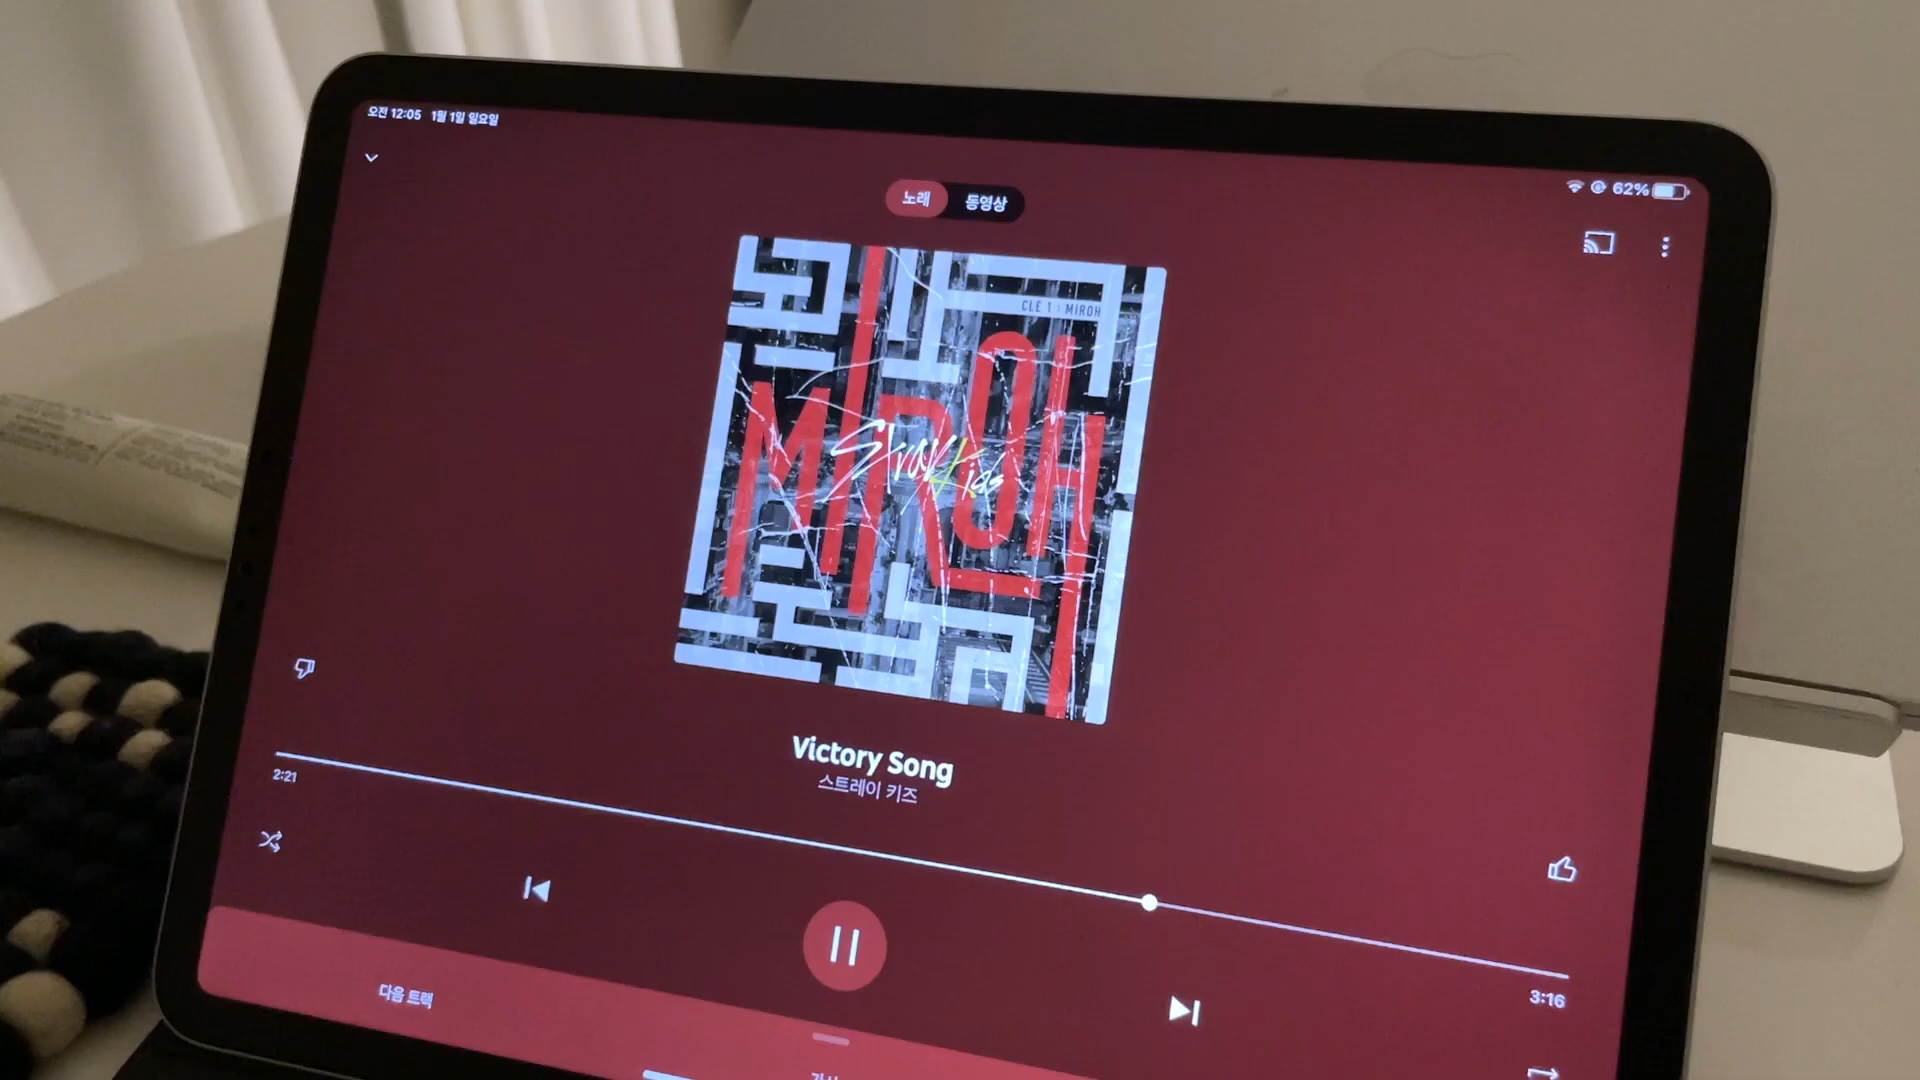 오전 12:05 1월 1일 일요일
62%
노래 동영상
CLÉ 1 : MIROH
MIROH
Stray Kids
Victory Song
스트레이 키즈
2:21
3:16
다음 트랙